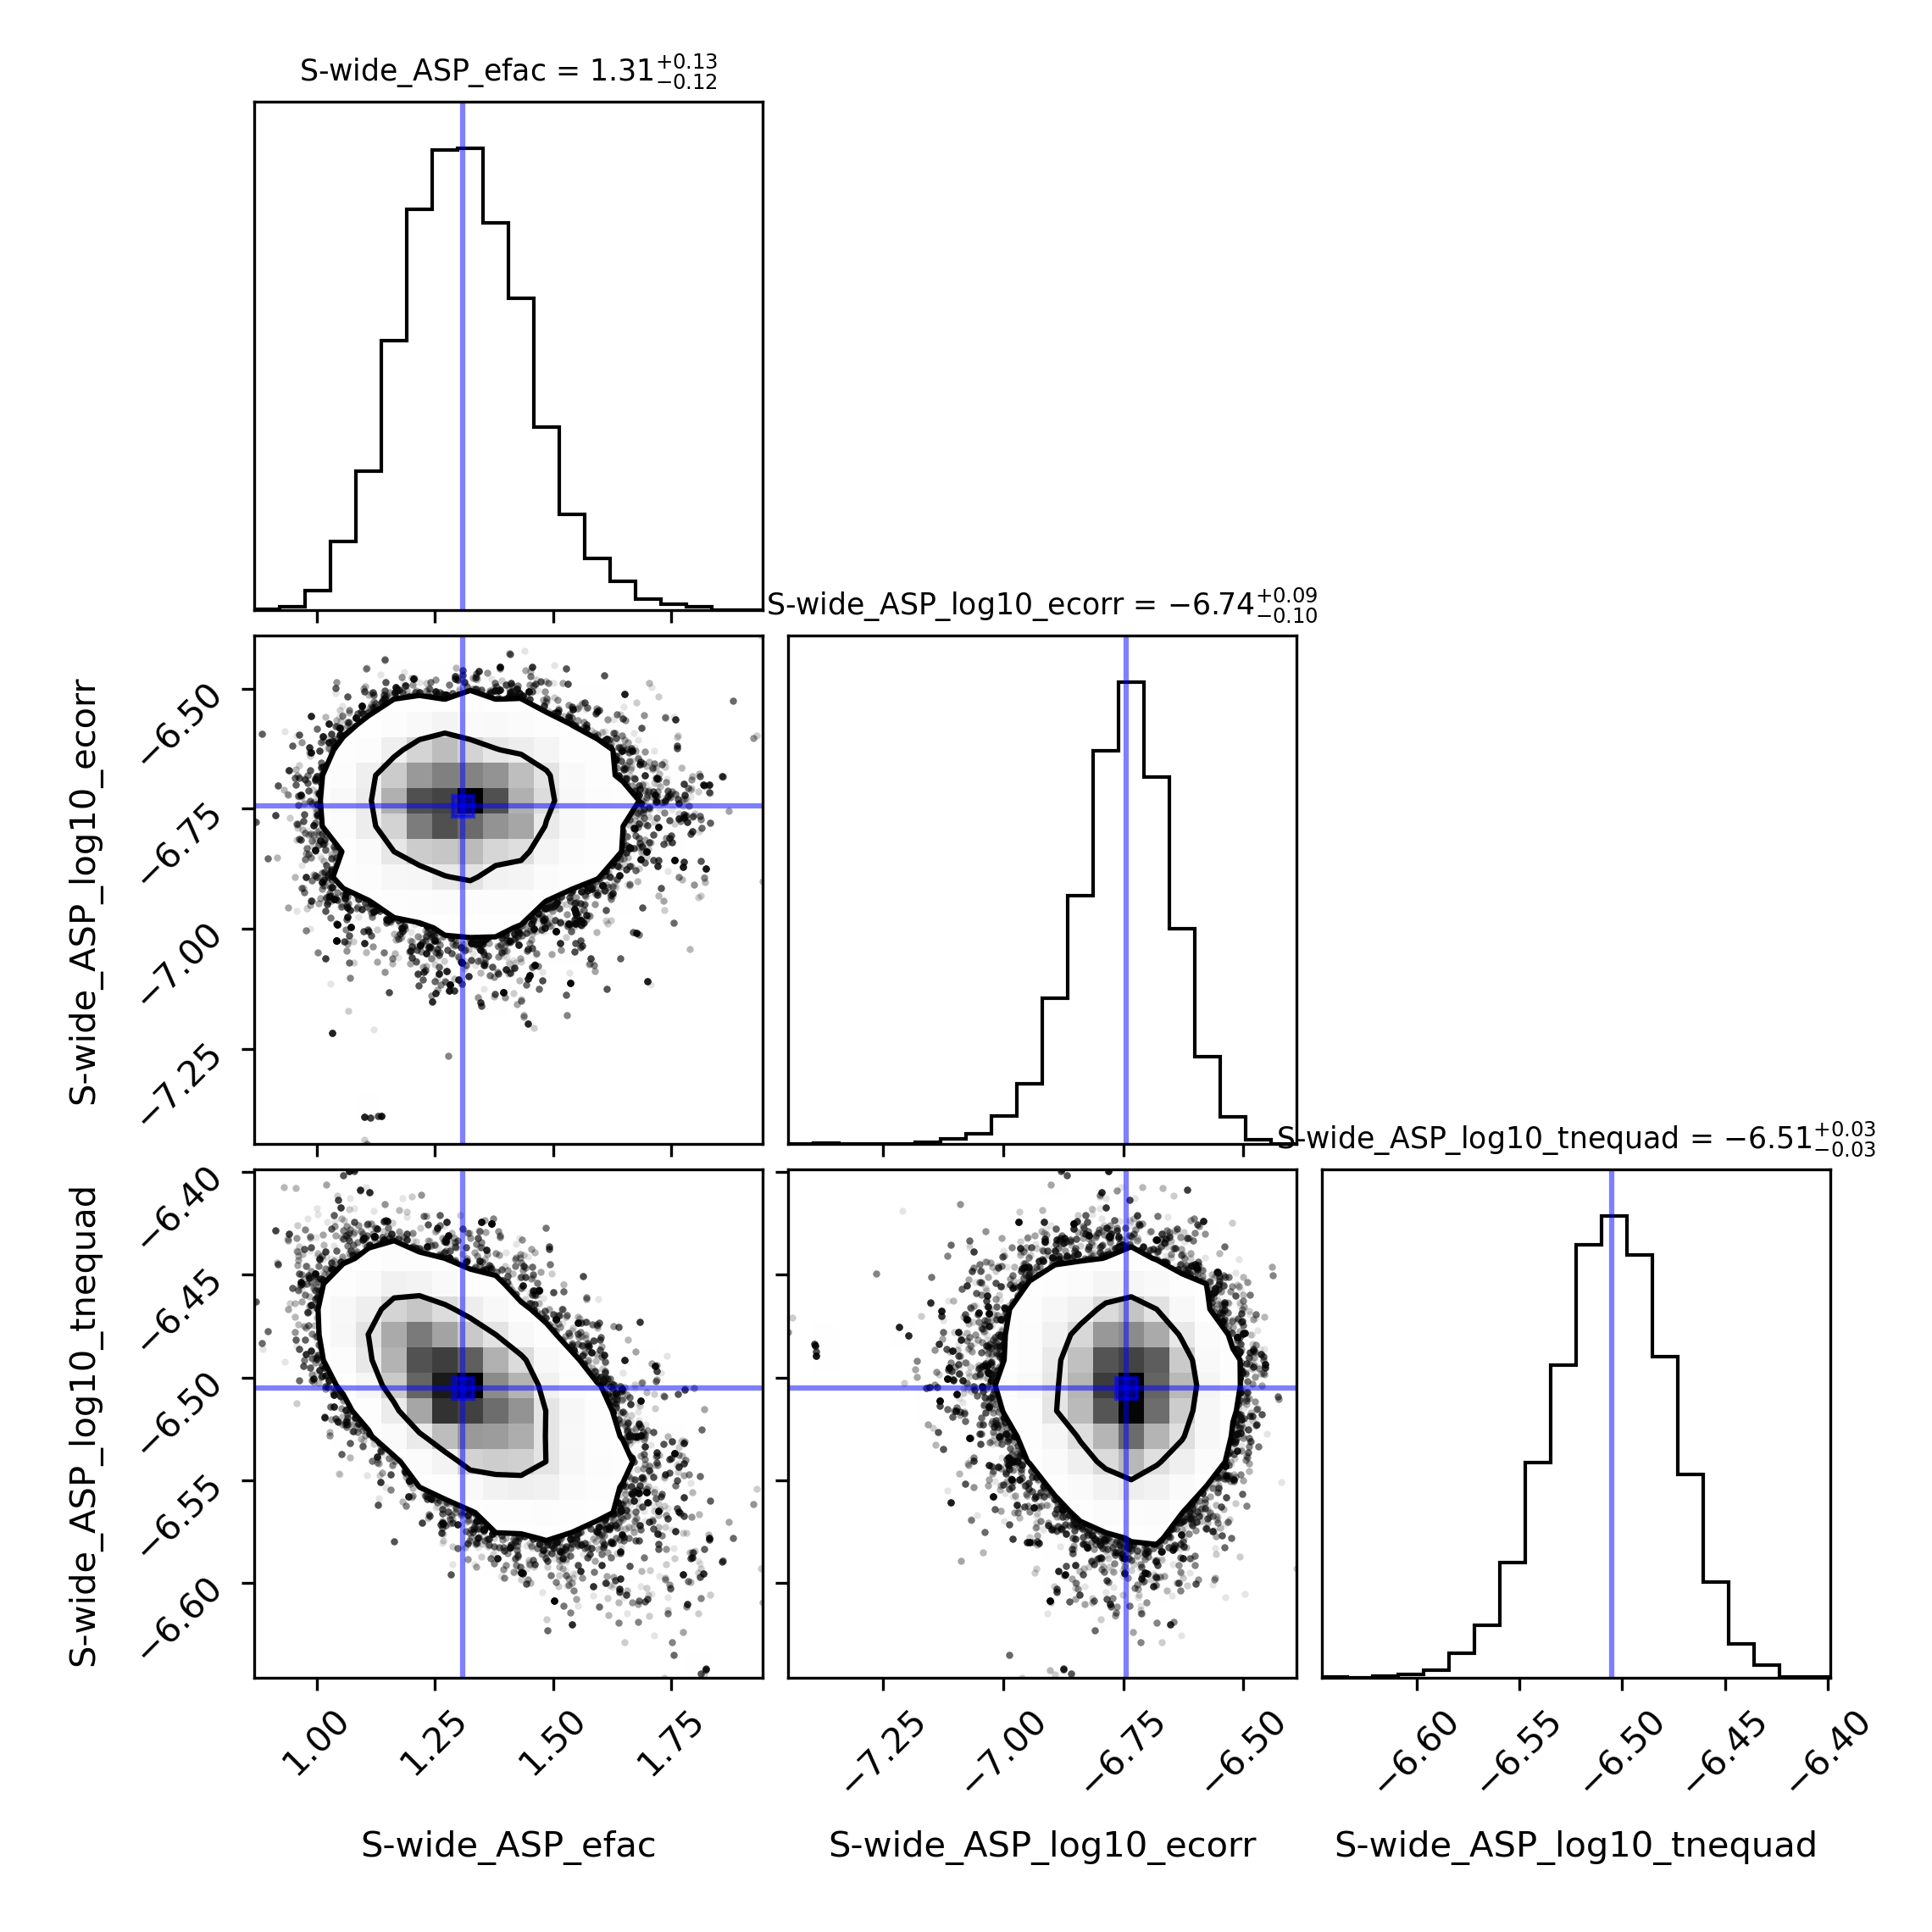 S-wide_ASP_efac = 1.31+0.13−0.12
S-wide_ASP_log10_ecorr = −6.74+0.09−0.10
S-wide_ASP_log10_ecorr
−6.50
−6.75
−7.00
−7.25
S-wide_ASP_log10_tnequad = −6.51+0.03−0.03
S-wide_ASP_log10_tnequad
−6.40
−6.45
−6.50
−6.55
−6.60
1.00 1.25 1.50 1.75
−7.25 −7.00 −6.75 −6.50
−6.60 −6.55 −6.50 −6.45 −6.40
S-wide_ASP_efac
S-wide_ASP_log10_ecorr
S-wide_ASP_log10_tnequad